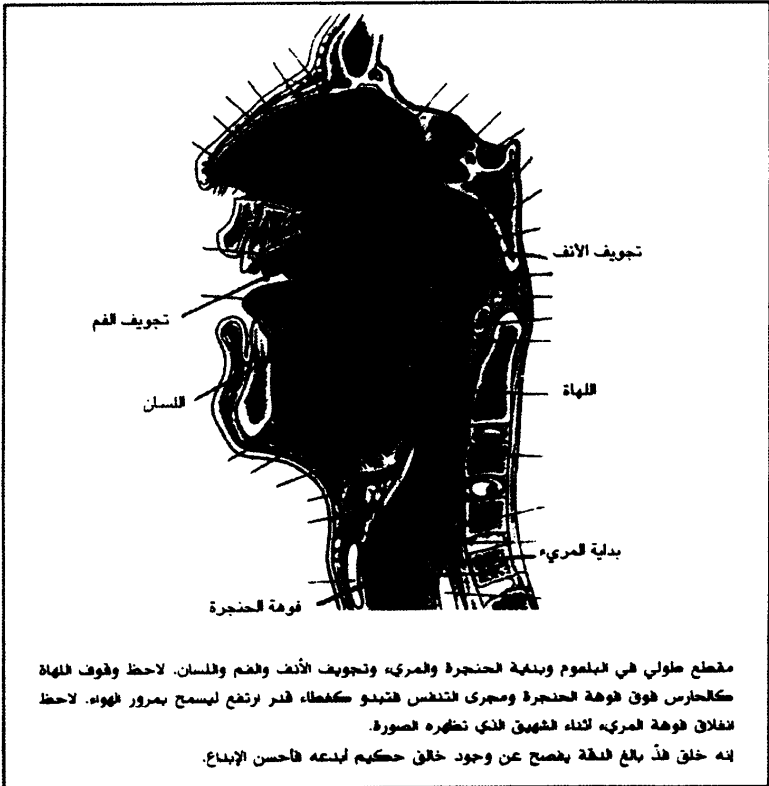 تجويف الأنف
تجويف الفم
اللهاة
اللسان
بداية المريء
فوهة الحنجرة
مقطع طولي في البلعوم وبداية الحنجرة والمريء وتجويف الأنف والفم واللسان. لاحظ وقوف اللهاة
كالحارس فوق فوهة الحنجرة ومجرى التنفس فتبدو كغطاء قدر ارتفع ليسمح بمرور الهواء. لاحظ
انغلاق فوهة المريء أثناء الشهيق الذي تظهره الصورة.
إنه خلق فذّ بالغ الدقة يفصح عن وجود خالق حكيم أبدعه فأحسن الإبداع.